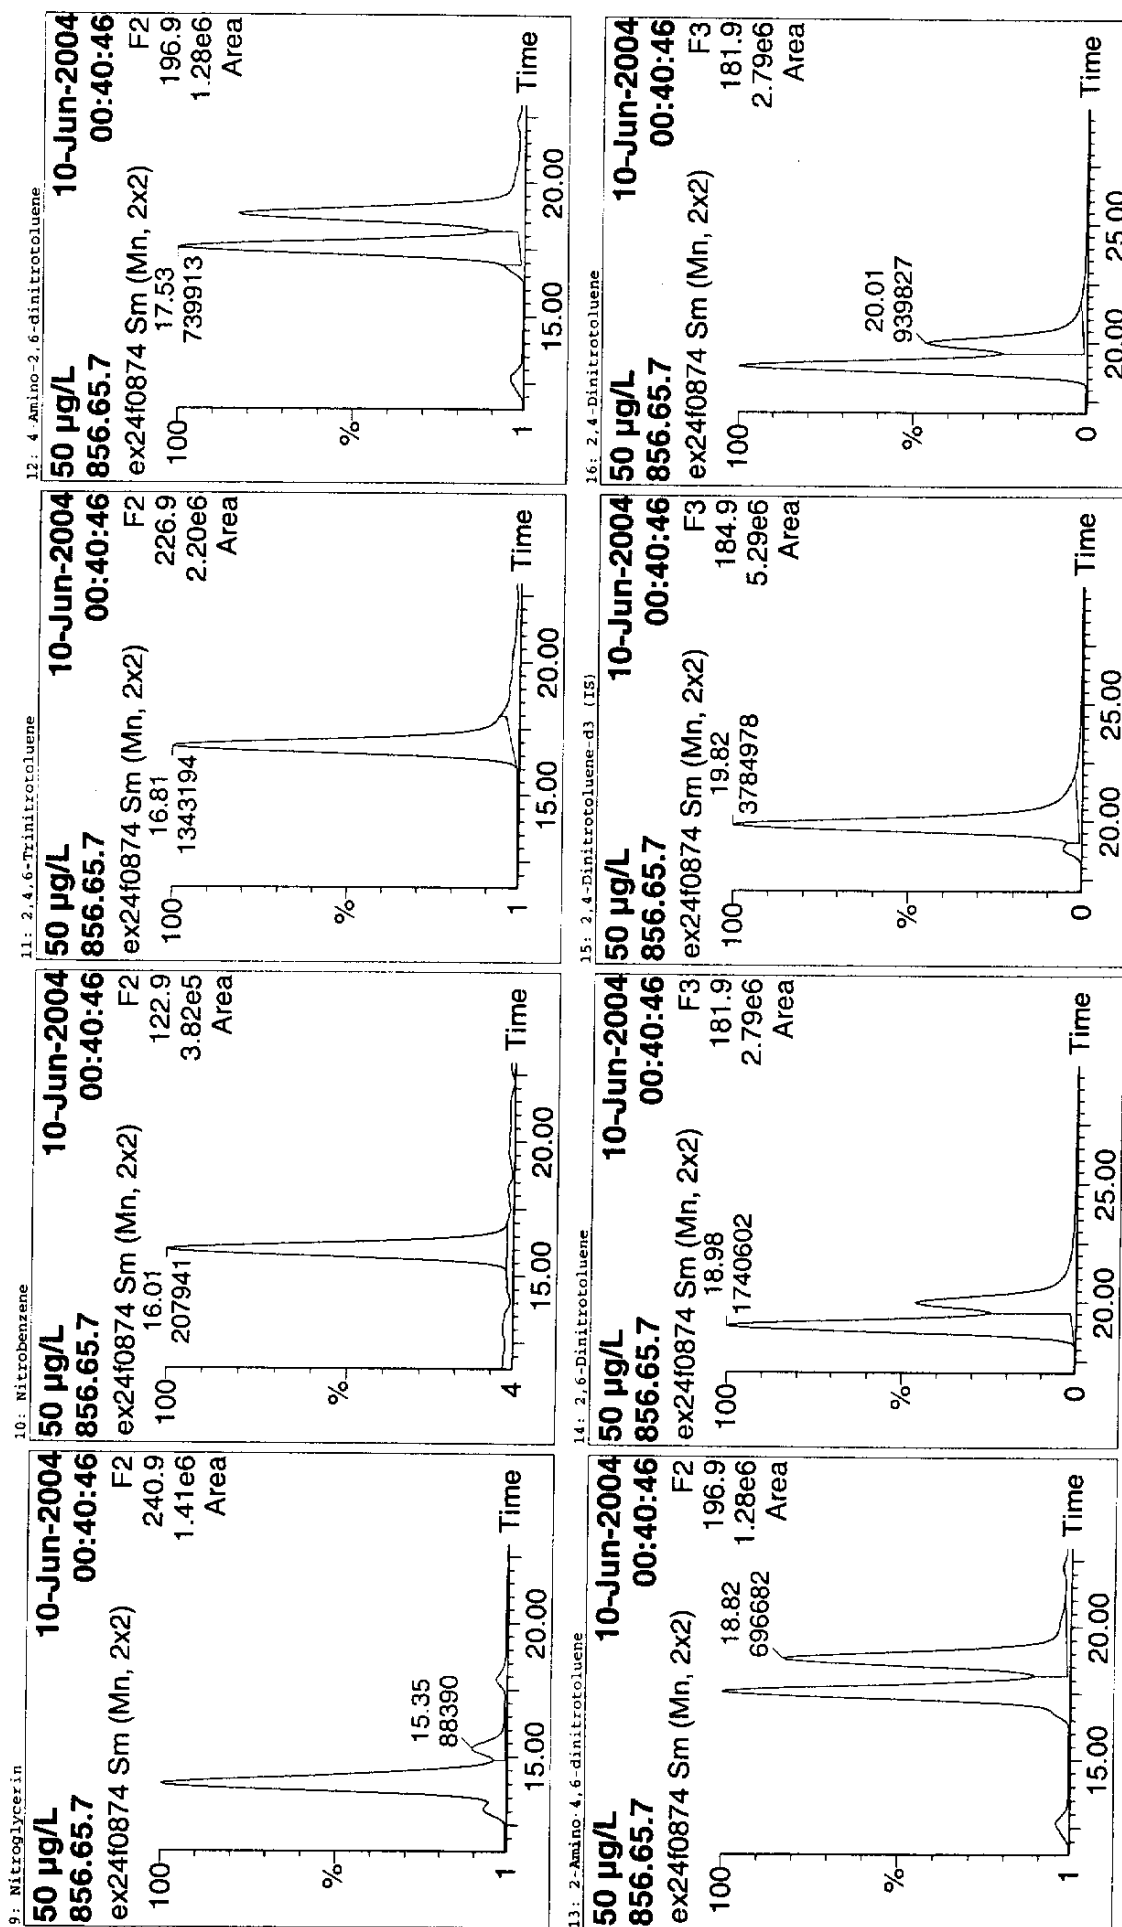 9: Nitroglycerin
50 µg/L 10-Jun-2004
856.65.7 00:40:46
ex24f0874 Sm (Mn, 2x2) F2
240.9
1.41e6
Area
100
%
1
15.35
88390
15.00 20.00 Time
10: Nitrobenzene
50 µg/L 10-Jun-2004
856.65.7 00:40:46
ex24f0874 Sm (Mn, 2x2) F2
122.9
3.82e5
Area
100
%
4
16.01
207941
15.00 20.00 Time
11: 2,4,6-Trinitrotoluene
50 µg/L 10-Jun-2004
856.65.7 00:40:46
ex24f0874 Sm (Mn, 2x2) F2
226.9
2.20e6
Area
100
%
1
16.81
1343194
15.00 20.00 Time
12: 4-Amino-2,6-dinitrotoluene
50 µg/L 10-Jun-2004
856.65.7 00:40:46
ex24f0874 Sm (Mn, 2x2) F2
196.9
1.28e6
Area
100
%
1
17.53
739913
15.00 20.00 Time
13: 2-Amino-4,6-dinitrotoluene
50 µg/L 10-Jun-2004
856.65.7 00:40:46
ex24f0874 Sm (Mn, 2x2) F2
196.9
1.28e6
Area
100
%
1
18.82
696682
15.00 20.00 Time
14: 2,6-Dinitrotoluene
50 µg/L 10-Jun-2004
856.65.7 00:40:46
ex24f0874 Sm (Mn, 2x2) F3
181.9
2.79e6
Area
100
%
0
18.98
1740602
20.00 25.00 Time
15: 2,4-Dinitrotoluene-d3 (IS)
50 µg/L 10-Jun-2004
856.65.7 00:40:46
ex24f0874 Sm (Mn, 2x2) F3
184.9
5.29e6
Area
100
%
0
19.82
3784978
20.00 25.00 Time
16: 2,4-Dinitrotoluene
50 µg/L 10-Jun-2004
856.65.7 00:40:46
ex24f0874 Sm (Mn, 2x2) F3
181.9
2.79e6
Area
100
%
0
20.01
939827
20.00 25.00 Time